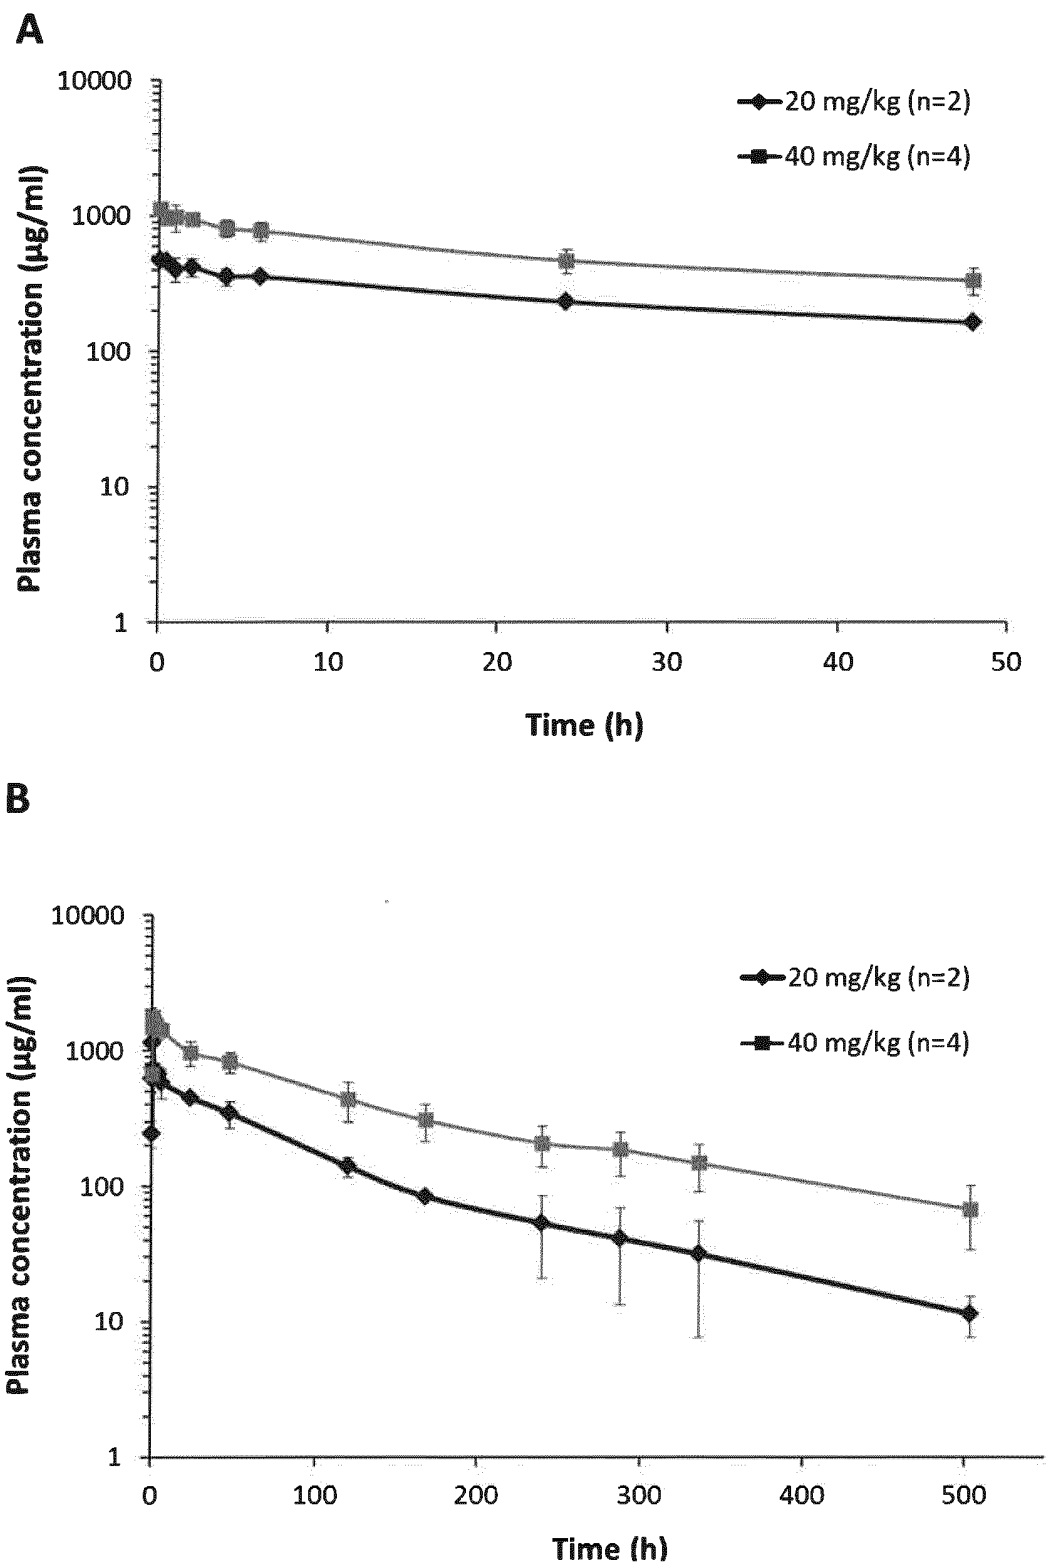 A
10000
1000
100
10
1
Plasma concentration (µg/ml)
20 mg/kg (n=2)
40 mg/kg (n=4)
0 10 20 30 40 50
Time (h)
B
10000
1000
100
10
1
Plasma concentration (µg/ml)
20 mg/kg (n=2)
40 mg/kg (n=4)
0 100 200 300 400 500
Time (h)